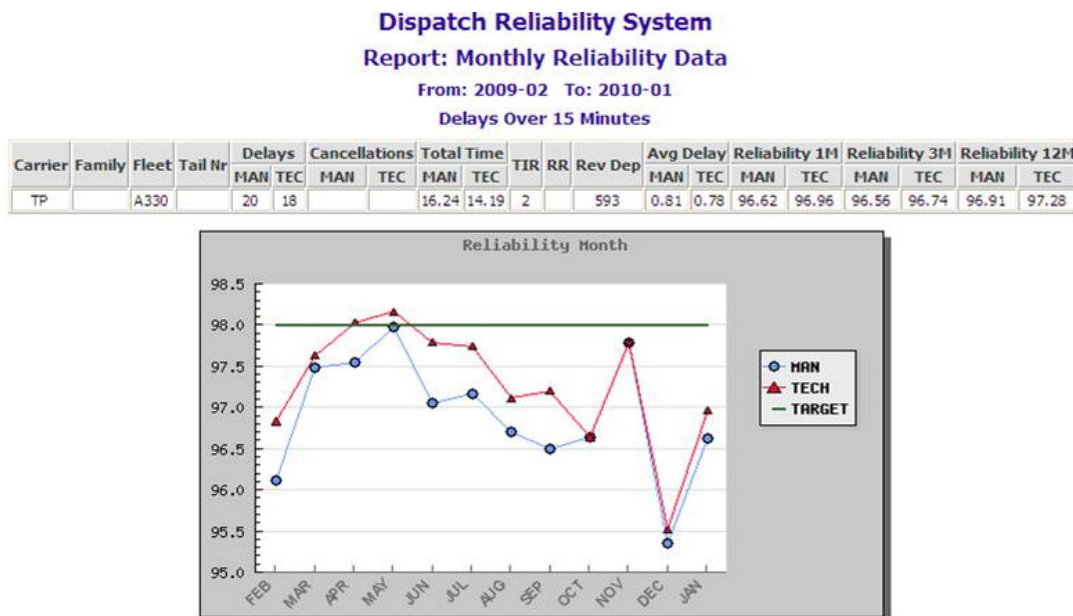 Dispatch Reliability System
Report: Monthly Reliability Data
From: 2009-02 To: 2010-01
Delays Over 15 Minutes
Carrier Family Fleet Tail Nr Delays Cancellations Total Time TIR RR Rev Dep Avg Delay Reliability 1M Reliability 3M Reliability 12M
MAN TEC MAN TEC MAN TEC MAN TEC MAN TEC MAN TEC MAN TEC
TP A330 20 18 16.24 14.19 2 593 0.81 0.78 96.62 96.96 96.56 96.74 96.91 97.28
Reliability Month
98.5
98.0
97.5
97.0
96.5
96.0
95.5
95.0
FEB MAR APR MAY JUN JUL AUG SEP OCT NOV DEC JAN
MAN
TECH
TARGET